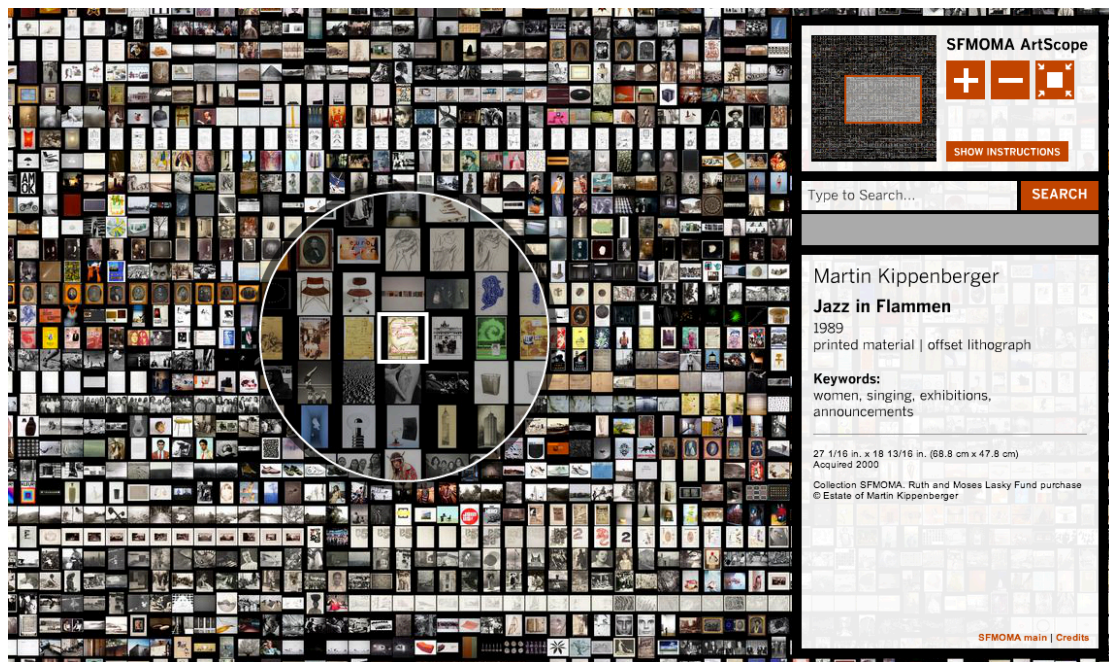 SFMOMA ArtScope
SHOW INSTRUCTIONS
Type to Search...
SEARCH
Martin Kippenberger
Jazz in Flammen
1989
printed material | offset lithograph
Keywords:
women, singing, exhibitions,
announcements
27 1/16 in. x 18 13/16 in. (68.8 cm x 47.8 cm)
Acquired 2000
Collection SFMOMA. Ruth and Moses Lasky Fund purchase
© Estate of Martin Kippenberger
SFMOMA main | Credits
AM
OK